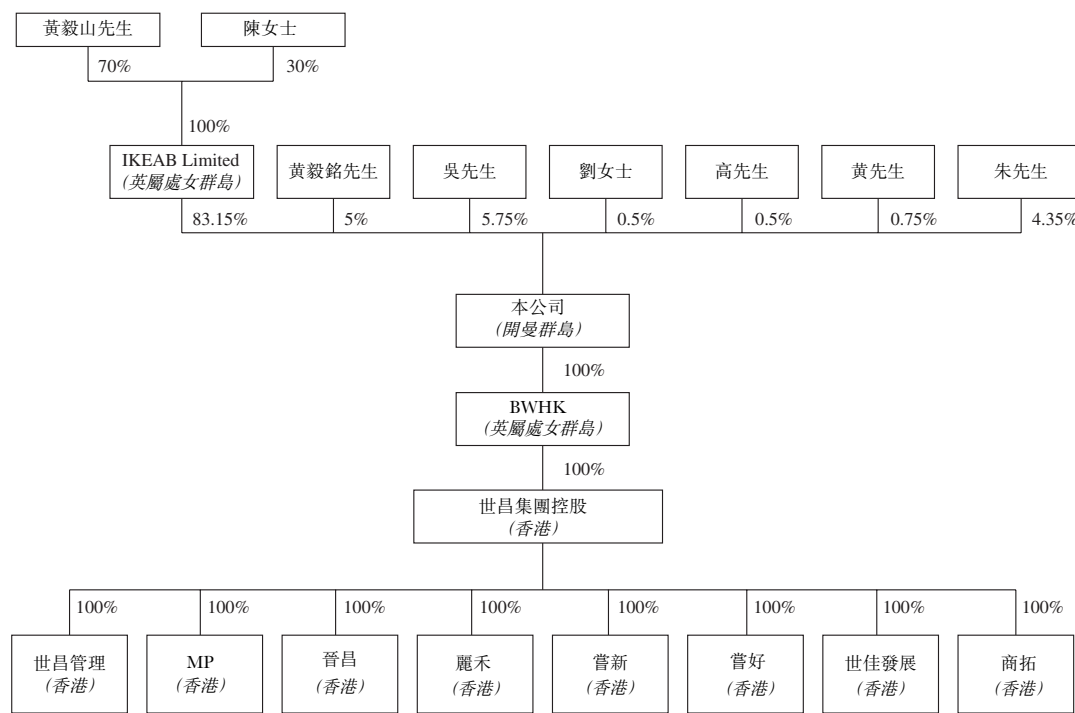 黃毅山先生
陳女士
70%
30%
100%
IKEAB Limited
(英屬處女群島)
黃毅銘先生
吳先生
劉女士
高先生
黃先生
朱先生
83.15%
5%
5.75%
0.5%
0.5%
0.75%
4.35%
本公司
(開曼群島)
100%
BWHK
(英屬處女群島)
100%
世昌集團控股
(香港)
100%
100%
100%
100%
100%
100%
100%
100%
世昌管理
(香港)
MP
(香港)
晉昌
(香港)
麗禾
(香港)
嘗新
(香港)
嘗好
(香港)
世佳發展
(香港)
商拓
(香港)